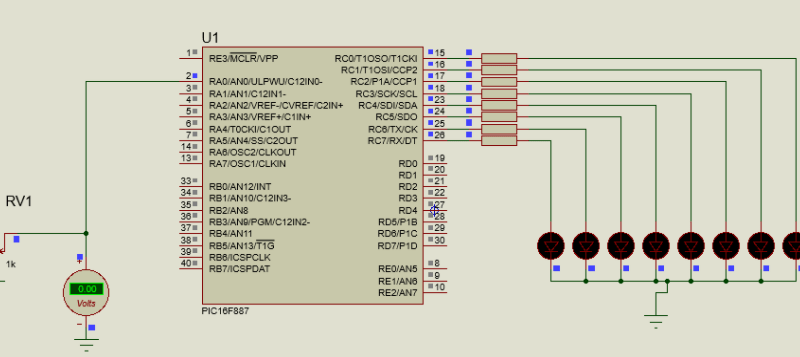 U1
1 RE3/MCLR/VPP RC0/T1OSO/T1CKI 15
RC1/T1OSI/CCP2 16
2 RA0/AN0/ULPWU/C12IN0- RC2/P1A/CCP1 17
3 RA1/AN1/C12IN1- RC3/SCK/SCL 18
4 RA2/AN2/VREF-/CVREF/C2IN+ RC4/SDI/SDA 23
5 RA3/AN3/VREF+/C1IN+ RC5/SDO 24
6 RA4/T0CKI/C1OUT RC6/TX/CK 25
7 RA5/AN4/SS/C2OUT RC7/RX/DT 26
14 RA6/OSC2/CLKOUT
13 RA7/OSC1/CLKIN RD0 19
RD1 20
33 RB0/AN12/INT RD2 21
34 RB1/AN10/C12IN3- RD3 22
35 RB2/AN8 RD4 27
36 RB3/AN9/PGM/C12IN2- RD5/P1B 28
37 RB4/AN11 RD6/P1C 29
38 RB5/AN13/T1G RD7/P1D 30
39 RB6/ICSPCLK
40 RB7/ICSPDAT RE0/AN5 8
RE1/AN6 9
RE2/AN7 10
PIC16F887
RV1
1k
+
0.00
Volts
-